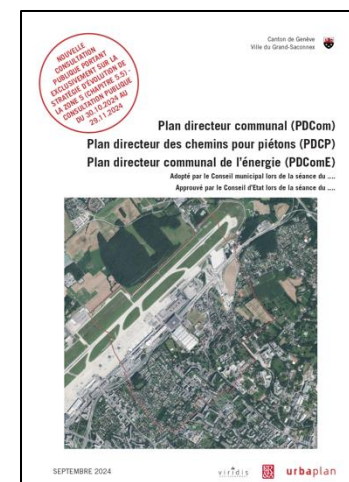 Canton de Genève
Ville du Grand-Saconnex
NOUVELLE
CONSULTATION
PUBLIQUE PORTANT
EXCLUSIVEMENT SUR LA
STRATÉGIE D'ÉVOLUTION DE
LA ZONE 5 (CHAPITRE 5.5) -
CONSULTATION PUBLIQUE
DU 30.10.2024 AU
29.11.2024
Plan directeur communal (PDCom)
Plan directeur des chemins pour piétons (PDCP)
Plan directeur communal de l'énergie (PDComE)
Adopté par le Conseil municipal lors de la séance du ....
Approuvé par le Conseil d'Etat lors de la séance du ....
SEPTEMBRE 2024
viridis
urbaplan